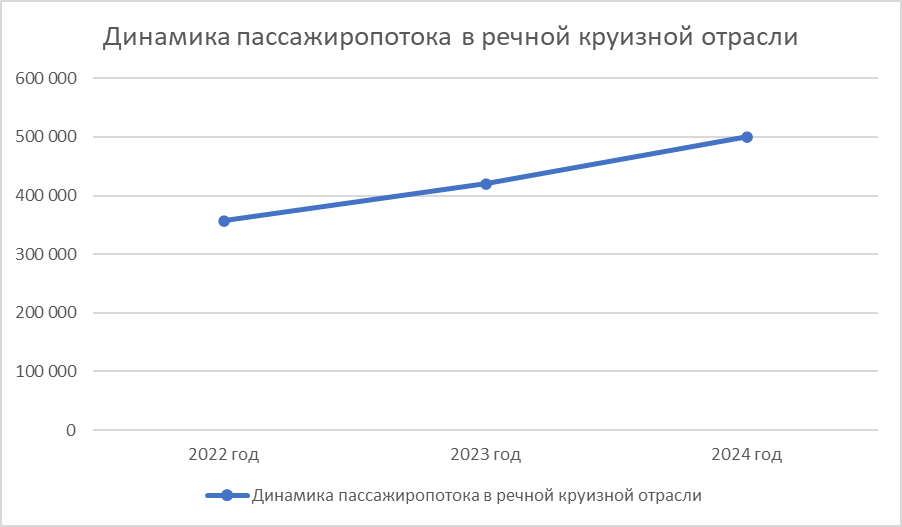 Динамика пассажиропотока в речной круизной отрасли
600 000
500 000
400 000
300 000
200 000
100 000
0
2022 год
2023 год
2024 год
Динамика пассажиропотока в речной круизной отрасли